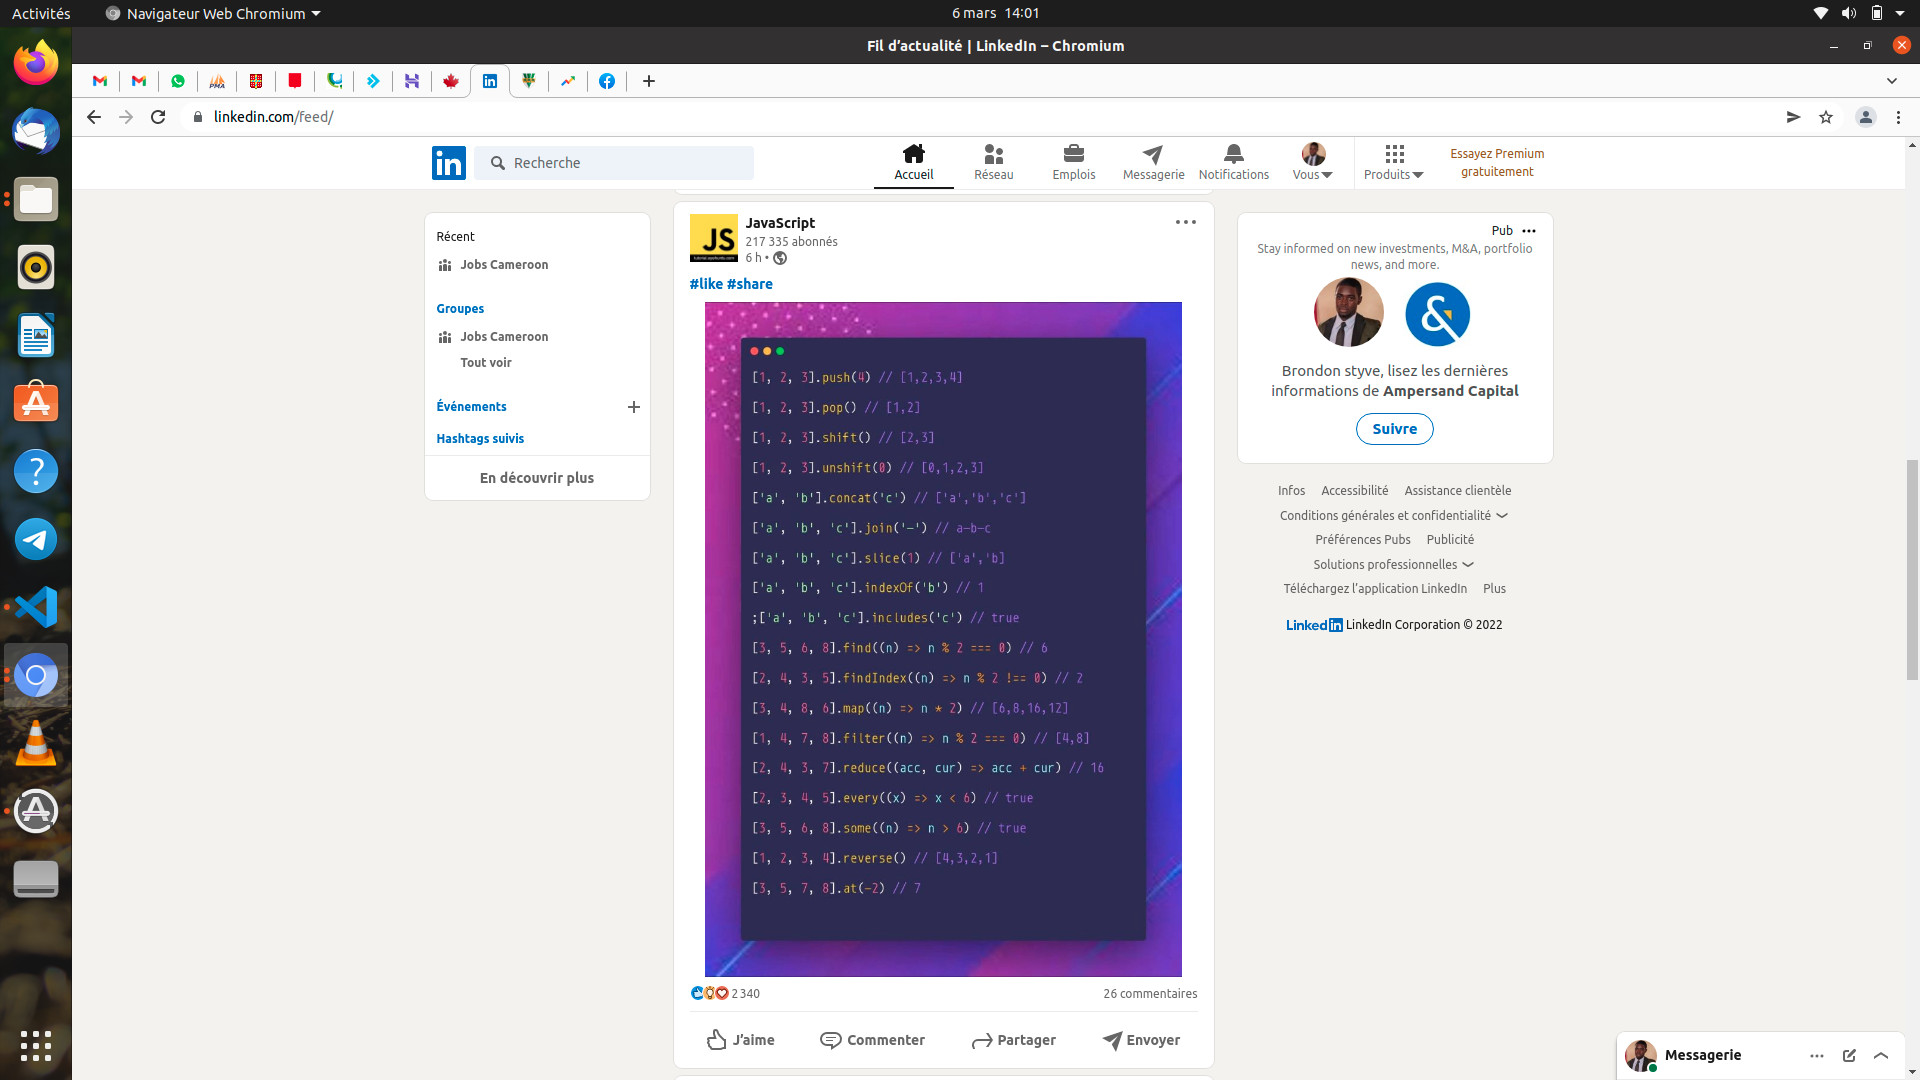 Activités
Navigateur Web Chromium
6 mars 14:01
Fil d’actualité | LinkedIn – Chromium
linkedin.com/feed/
in
Recherche
Accueil
Réseau
Emplois
Messagerie
Notifications
Vous
Produits
Essayez Premium
gratuitement
Récent
Jobs Cameroon
Groupes
Jobs Cameroon
Tout voir
Événements
Hashtags suivis
En découvrir plus
JS
JavaScript
217 335 abonnés
6 h •
#like #share
[1, 2, 3].push(4) // [1,2,3,4]
[1, 2, 3].pop() // [1,2]
[1, 2, 3].shift() // [2,3]
[1, 2, 3].unshift(0) // [0,1,2,3]
['a', 'b'].concat('c') // ['a','b','c']
['a', 'b', 'c'].join('-') // a-b-c
['a', 'b', 'c'].slice(1) // ['a','b]
['a', 'b', 'c'].indexOf('b') // 1
;['a', 'b', 'c'].includes('c') // true
[3, 5, 6, 8].find((n) => n % 2 === 0) // 6
[2, 4, 3, 5].findIndex((n) => n % 2 !== 0) // 2
[3, 4, 8, 6].map((n) => n * 2) // [6,8,16,12]
[1, 4, 7, 8].filter((n) => n % 2 === 0) // [4,8]
[2, 4, 3, 7].reduce((acc, cur) => acc + cur) // 16
[2, 3, 4, 5].every((x) => x < 6) // true
[3, 5, 6, 8].some((n) => n > 6) // true
[1, 2, 3, 4].reverse() // [4,3,2,1]
[3, 5, 7, 8].at(-2) // 7
2 340
26 commentaires
J’aime
Commenter
Partager
Envoyer
Pub
Stay informed on new investments, M&A, portfolio
news, and more.
Brondon styve, lisez les dernières
informations de Ampersand Capital
Suivre
Infos Accessibilité Assistance clientèle
Conditions générales et confidentialité
Préférences Pubs Publicité
Solutions professionnelles
Téléchargez l’application LinkedIn Plus
LinkedIn LinkedIn Corporation © 2022
Messagerie